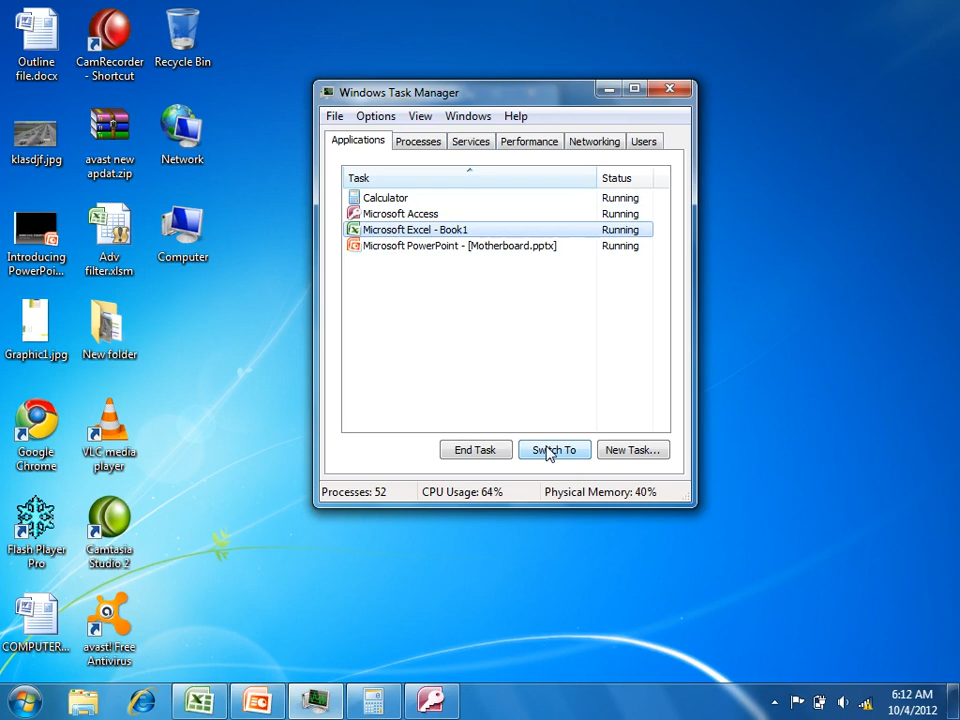 Outline
file.docx
CamRecorder
- Shortcut
Recycle Bin
klasdjf.jpg
avast new
apdat.zip
Network
Introducing
PowerPoi...
Adv
filter.xlsm
Computer
Graphic1.jpg
New folder
Google
Chrome
VLC media
player
Flash Player
Pro
Camtasia
Studio 2
COMPUTER...
avast! Free
Antivirus
Windows Task Manager
File Options View Windows Help
Applications Processes Services Performance Networking Users
Task Status
Calculator Running
Microsoft Access Running
Microsoft Excel - Book1 Running
Microsoft PowerPoint - [Motherboard.pptx] Running
End Task Switch To New Task...
Processes: 52 CPU Usage: 64% Physical Memory: 40%
6:12 AM
10/4/2012